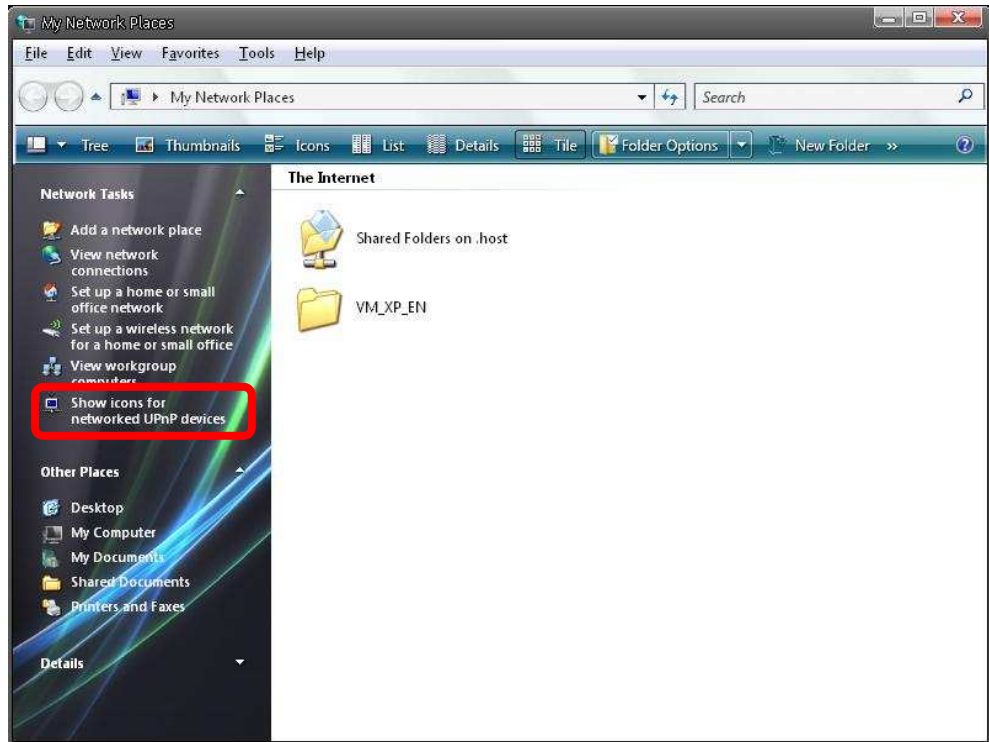 My Network Places
File Edit View Favorites Tools Help
My Network Places Search
Tree Thumbnails Icons List Details Tile Folder Options New Folder »
Network Tasks
Add a network place
View network
connections
Set up a home or small
office network
Set up a wireless network
for a home or small office
View workgroup
computers
Show icons for
networked UPnP devices
Other Places
Desktop
My Computer
My Documents
Shared Documents
Printers and Faxes
Details
The Internet
Shared Folders on .host
VM_XP_EN